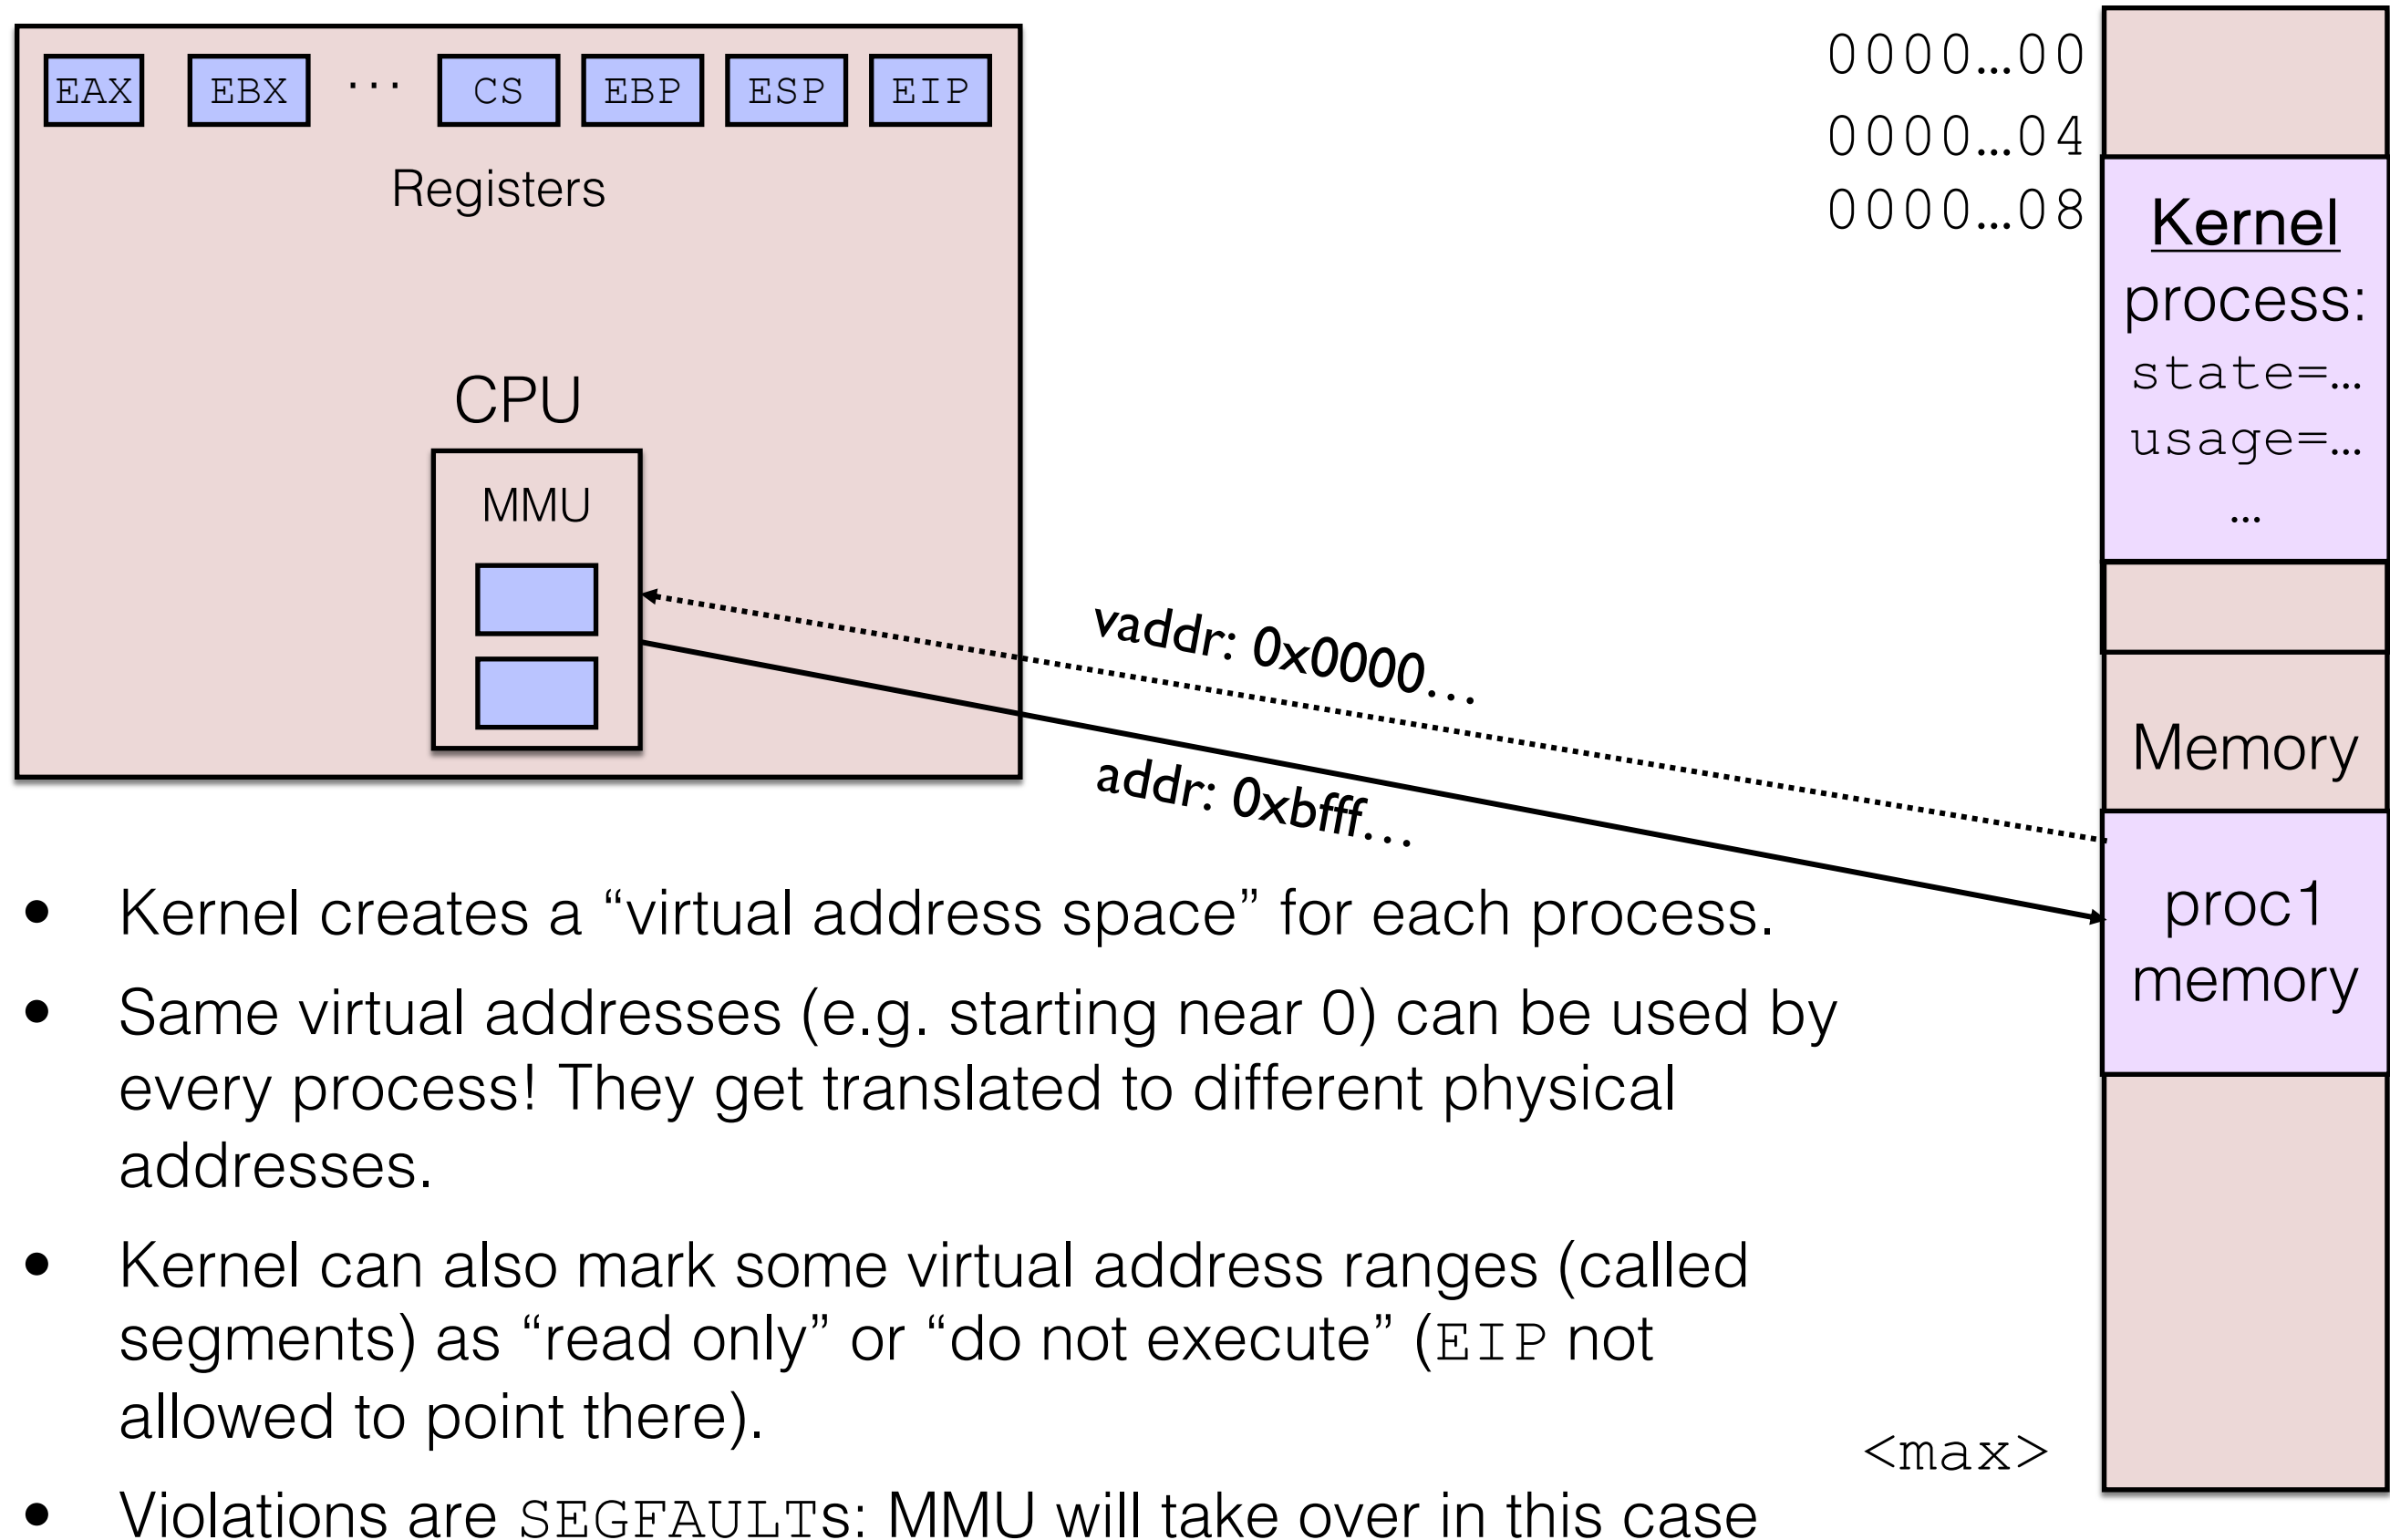 EAX EBX ... CS EBP ESP EIP
Registers
CPU
MMU
0000…00
0000…04
0000…08
Kernel
process:
state=…
usage=…
…
Memory
proc1
memory
<max>
vaddr: 0x0000…
addr: 0xbfff…
• Kernel creates a “virtual address space” for each process.
• Same virtual addresses (e.g. starting near 0) can be used by
every process! They get translated to different physical
addresses.
• Kernel can also mark some virtual address ranges (called
segments) as “read only” or “do not execute” (EIP not
allowed to point there).
• Violations are SEGFAULTs: MMU will take over in this case